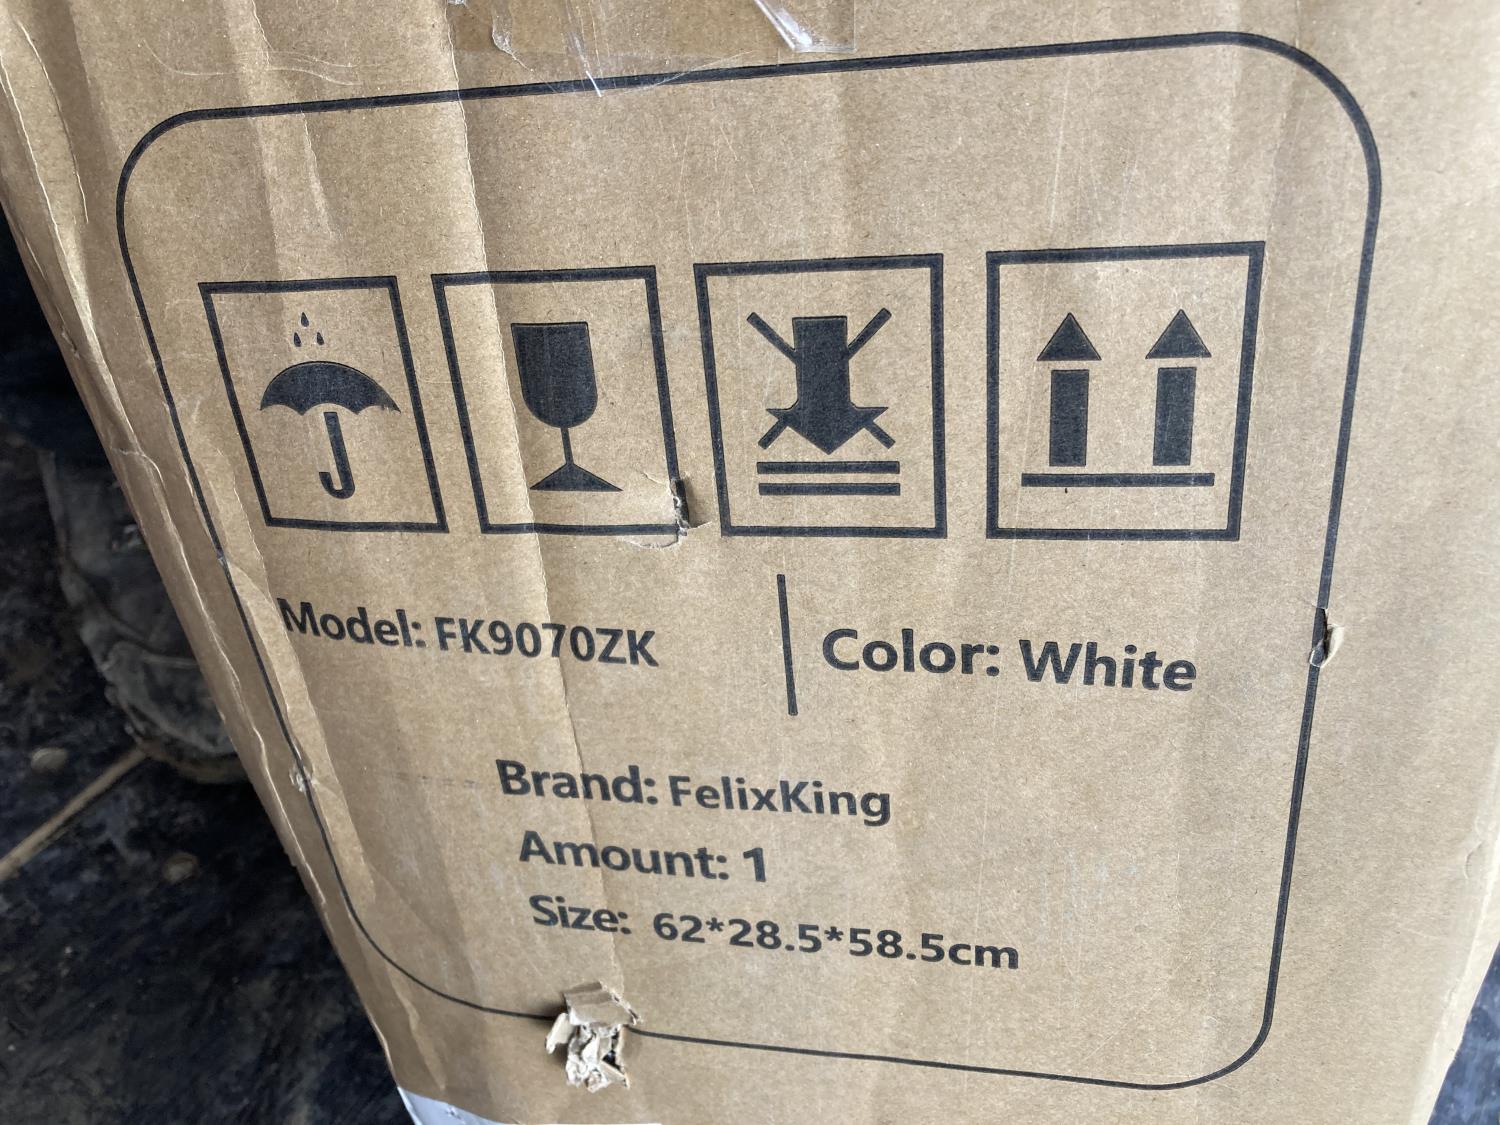 Model: FK9070ZK | Color: White
Brand: FelixKing
Amount: 1
Size: 62*28.5*58.5cm